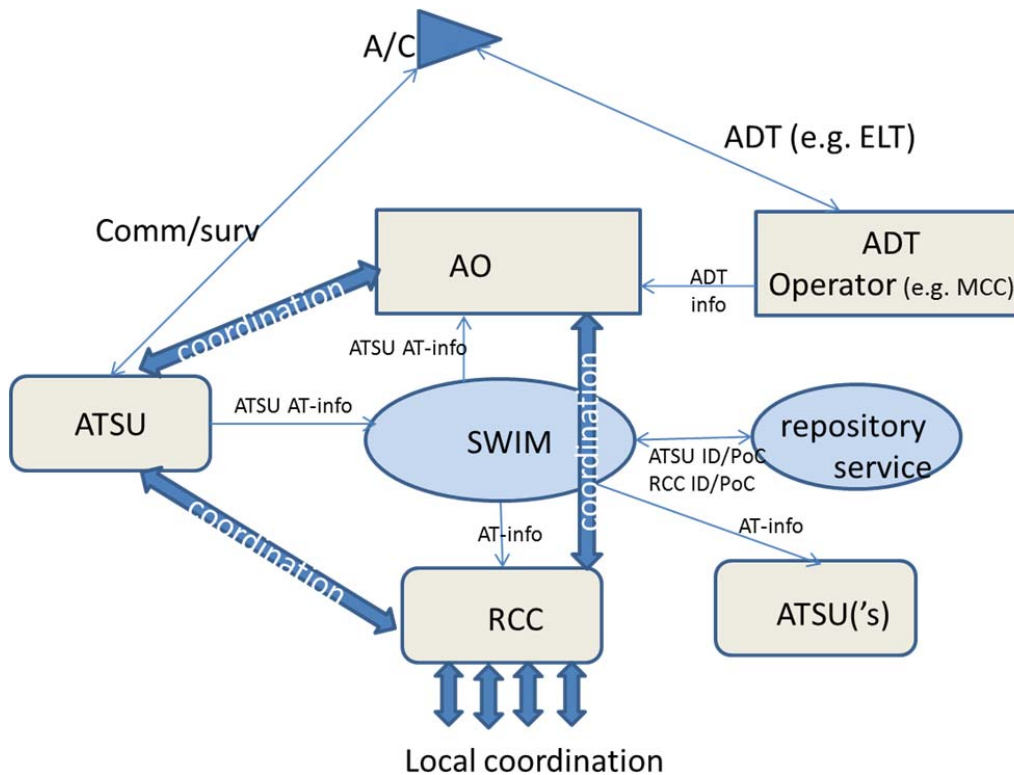 A/C
ADT (e.g. ELT)
Comm/surv
AO
ADT
Operator (e.g. MCC)
ADT
info
coordination
ATSU AT-info
coordination
ATSU
ATSU AT-info
SWIM
repository
service
ATSU ID/PoC
RCC ID/PoC
coordination
AT-info
AT-info
RCC
ATSU('s)
Local coordination